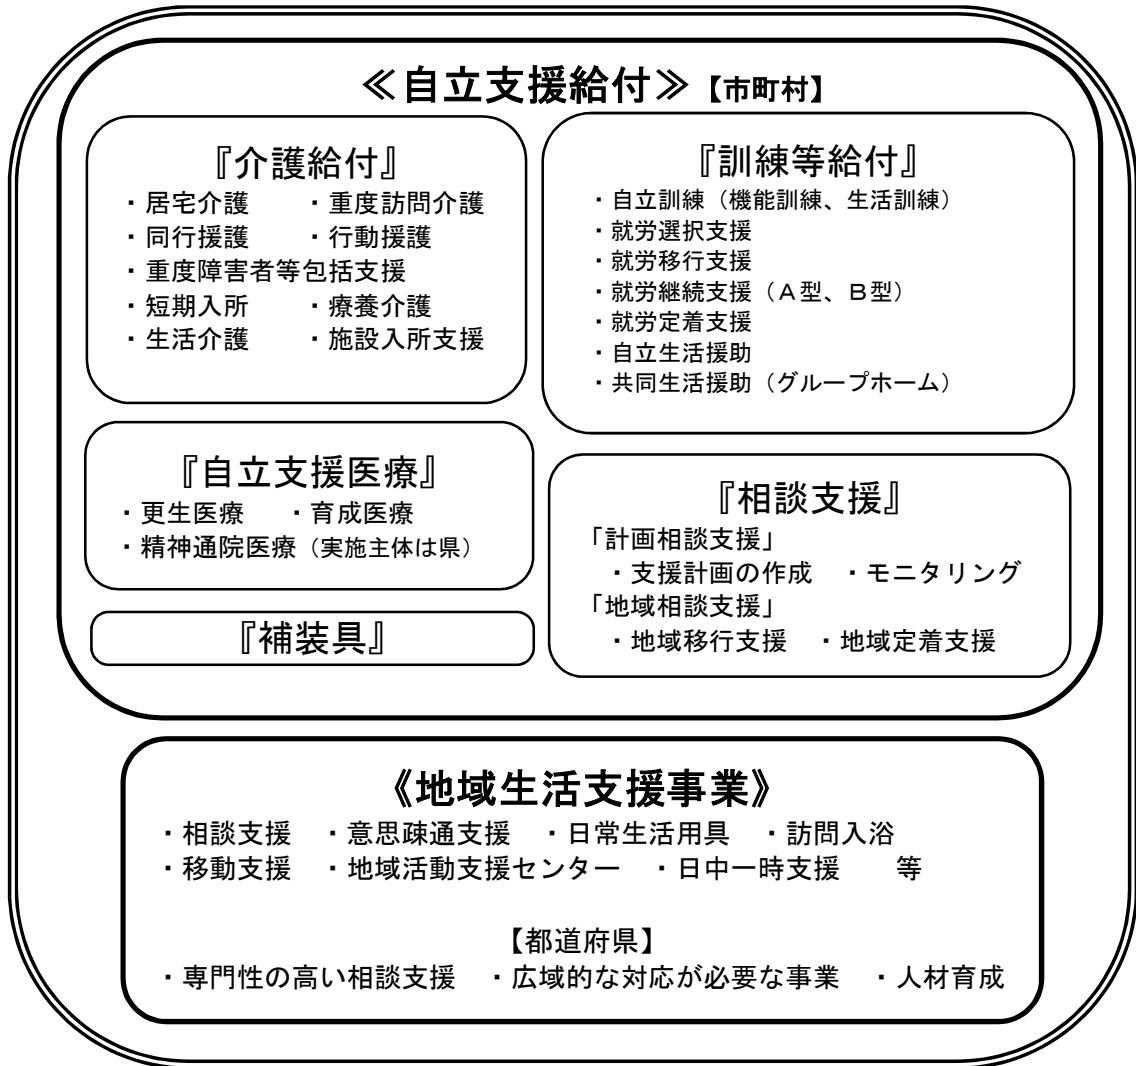 ≪自立支援給付≫【市町村】
『介護給付』
・居宅介護　　・重度訪問介護
・同行援護　　・行動援護
・重度障害者等包括支援
・短期入所　　・療養介護
・生活介護　　・施設入所支援
『訓練等給付』
・自立訓練（機能訓練、生活訓練）
・就労選択支援
・就労移行支援
・就労継続支援（Ａ型、Ｂ型）
・就労定着支援
・自立生活援助
・共同生活援助（グループホーム）
『自立支援医療』
・更生医療　・育成医療
・精神通院医療（実施主体は県）
『補装具』
『相談支援』
「計画相談支援」
・支援計画の作成　・モニタリング
「地域相談支援」
・地域移行支援　・地域定着支援
《地域生活支援事業》
・相談支援　・意思疎通支援　・日常生活用具　・訪問入浴
・移動支援　・地域活動支援センター　・日中一時支援　　等
【都道府県】
・専門性の高い相談支援　・広域的な対応が必要な事業　・人材育成